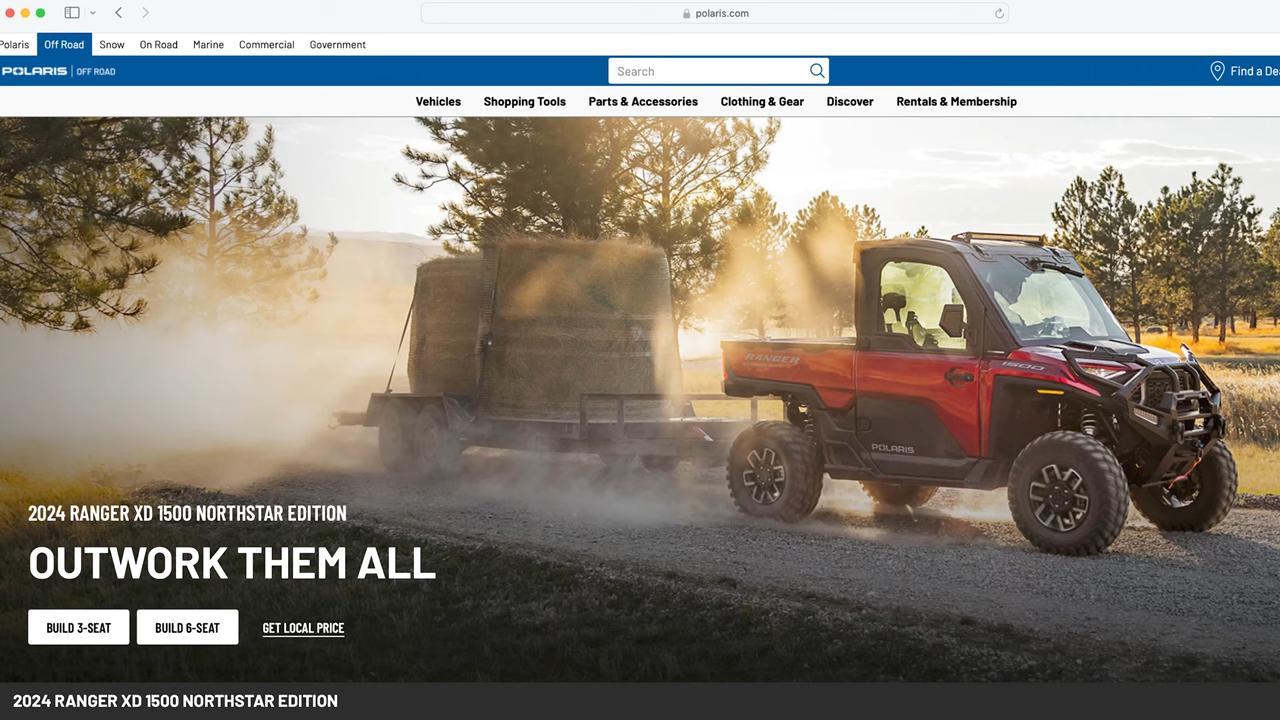 polaris.com
Polaris Off Road Snow On Road Marine Commercial Government
POLARIS OFF ROAD Search Find a Dea
Vehicles Shopping Tools Parts & Accessories Clothing & Gear Discover Rentals & Membership
RANGER
1500
POLARIS
2024 RANGER XD 1500 NORTHSTAR EDITION
OUTWORK THEM ALL
BUILD 3-SEAT BUILD 6-SEAT GET LOCAL PRICE
2024 RANGER XD 1500 NORTHSTAR EDITION